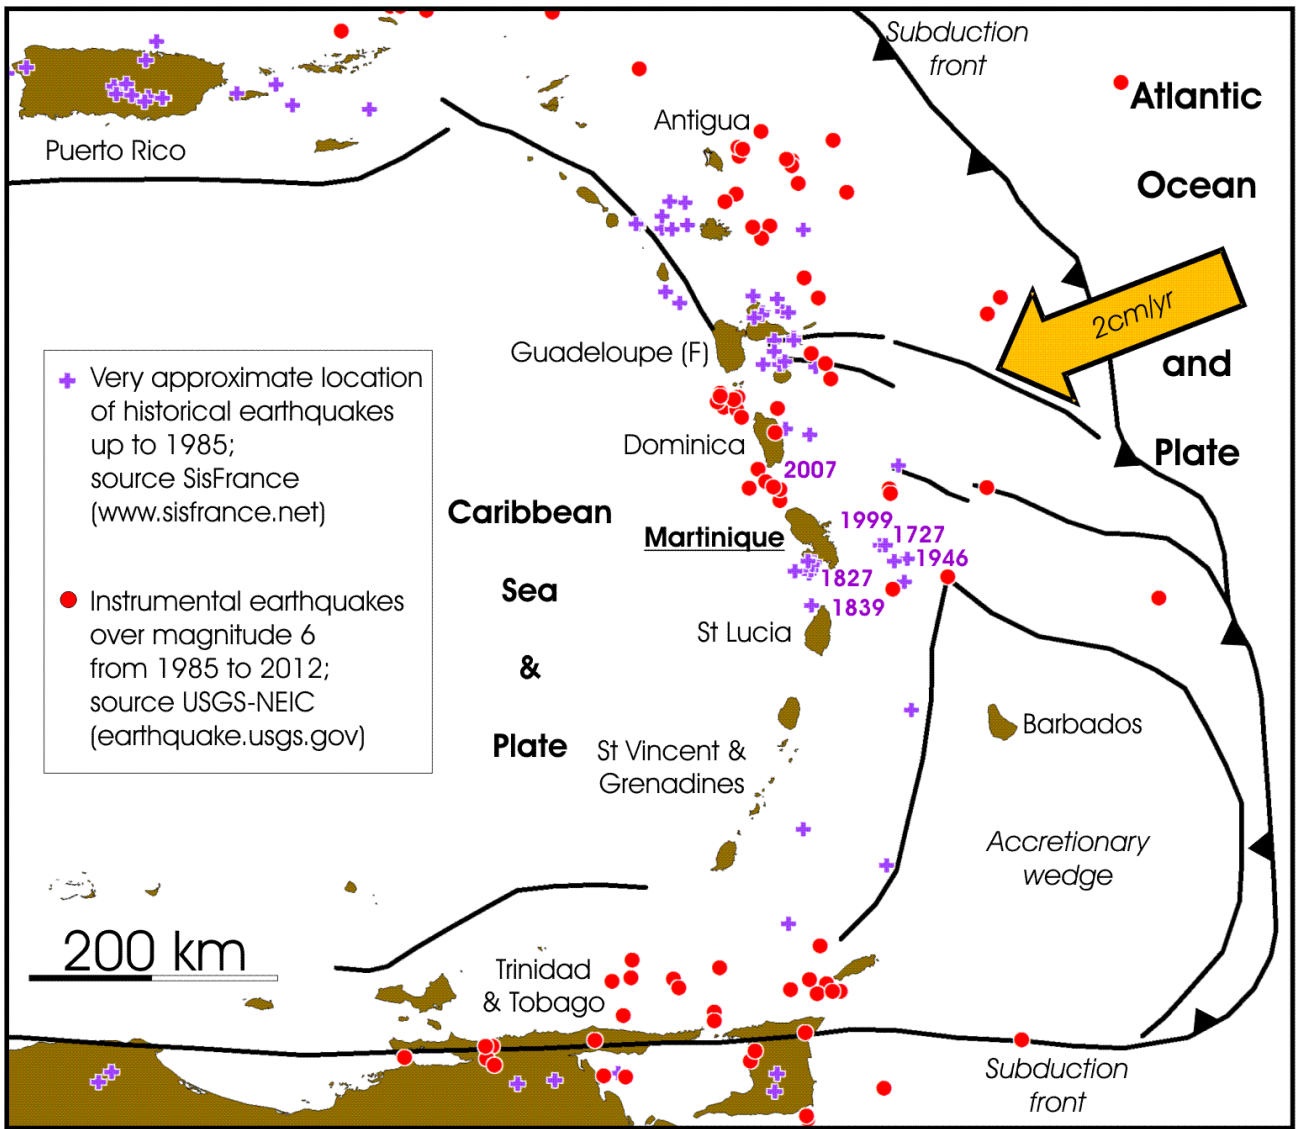 Subduction
front
Atlantic
Ocean
and
Plate
Antigua
Puerto Rico
2cm/yr
Guadeloupe (F)
Very approximate location
of historical earthquakes
up to 1985;
source SisFrance
(www.sisfrance.net)
Instrumental earthquakes
over magnitude 6
from 1985 to 2012;
source USGS-NEIC
(earthquake.usgs.gov)
Dominica
2007
Caribbean
Sea
&
Plate
Martinique
1999
1727
1946
1827
1839
St Lucia
Barbados
St Vincent &
Grenadines
Accretionary
wedge
200 km
Trinidad
& Tobago
Subduction
front